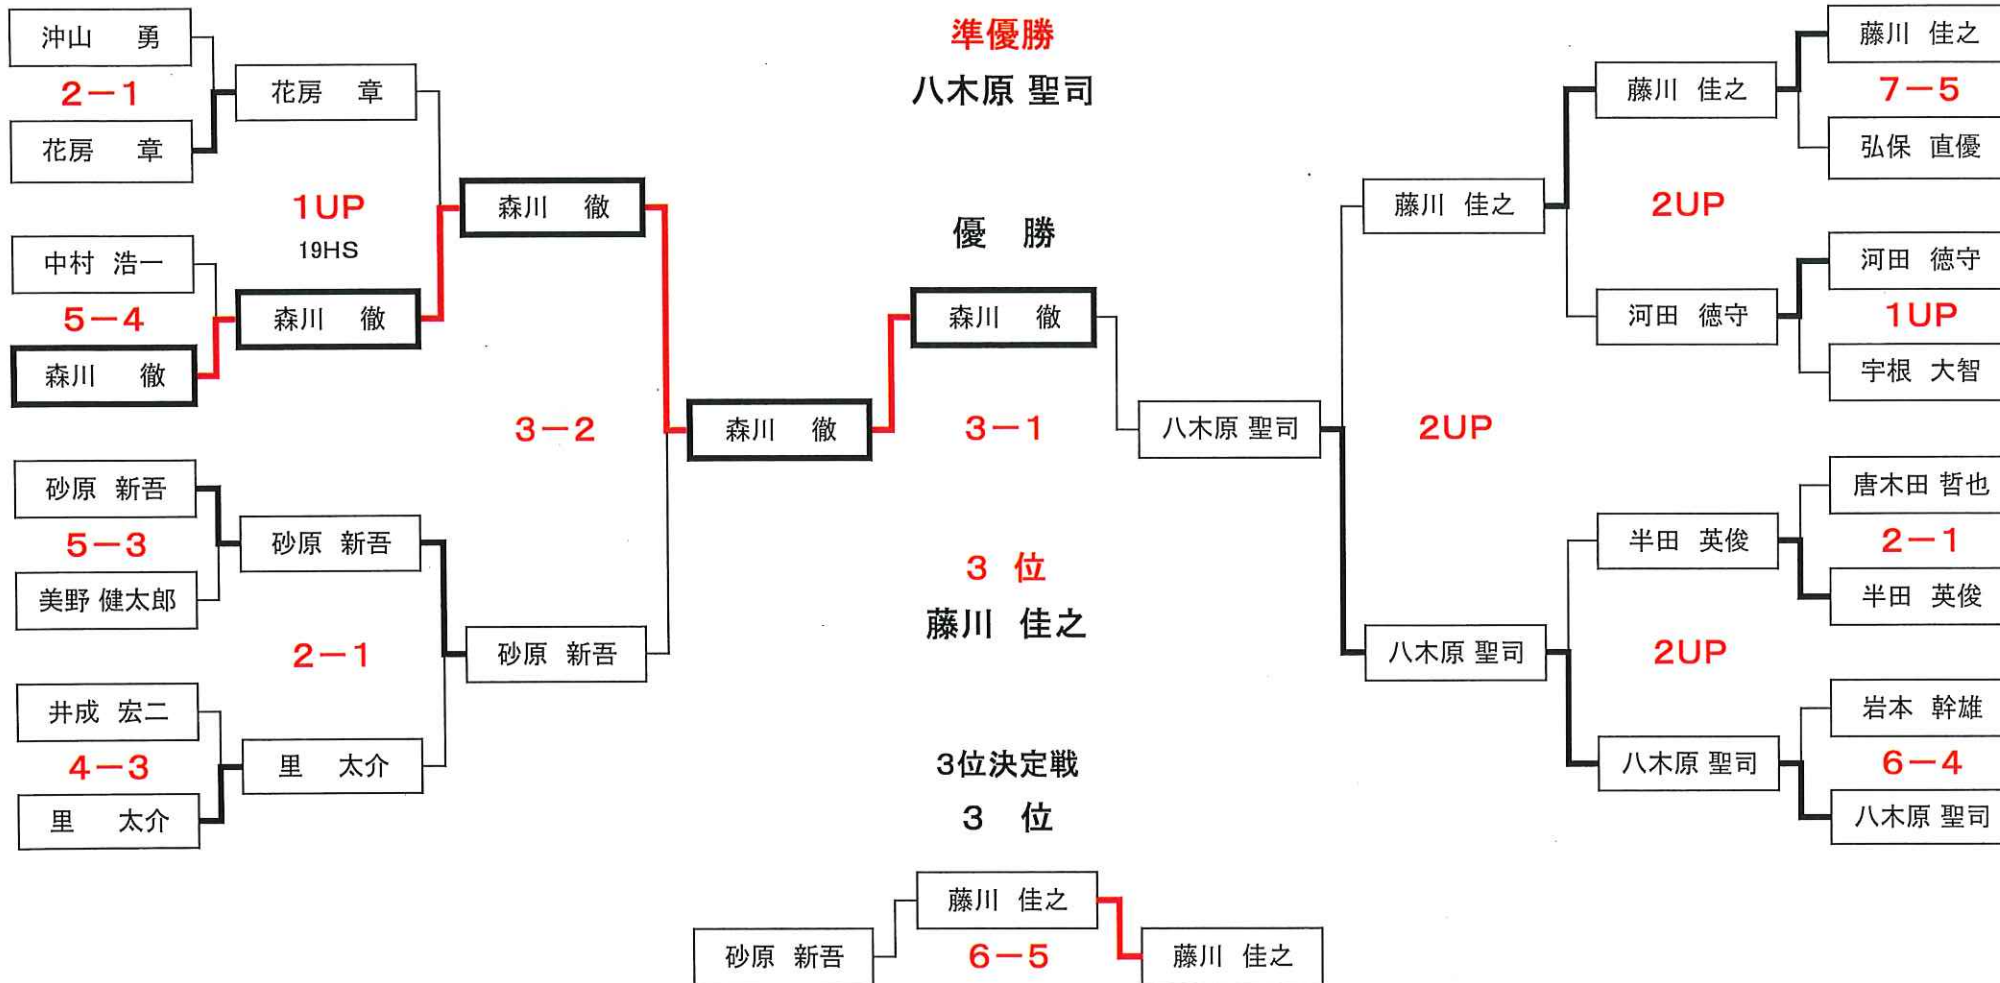 沖山 勇
2-1
花房 章
花房 章
1UP
19HS
中村 浩一
5-4
森川 徹
森川 徹
森川 徹
3-2
砂原 新吾
5-3
美野 健太郎
砂原 新吾
2-1
井成 宏二
4-3
里 太介
里 太介
砂原 新吾
森川 徹
準優勝
八木原 聖司
優 勝
森川 徹
3-1
3 位
藤川 佳之
3位決定戦
3 位
藤川 佳之
砂原 新吾
6-5
藤川 佳之
八木原 聖司
2UP
藤川 佳之
八木原 聖司
藤川 佳之
2UP
河田 徳守
半田 英俊
2UP
八木原 聖司
藤川 佳之
7-5
弘保 直優
河田 徳守
1UP
宇根 大智
唐木田 哲也
2-1
半田 英俊
岩本 幹雄
6-4
八木原 聖司